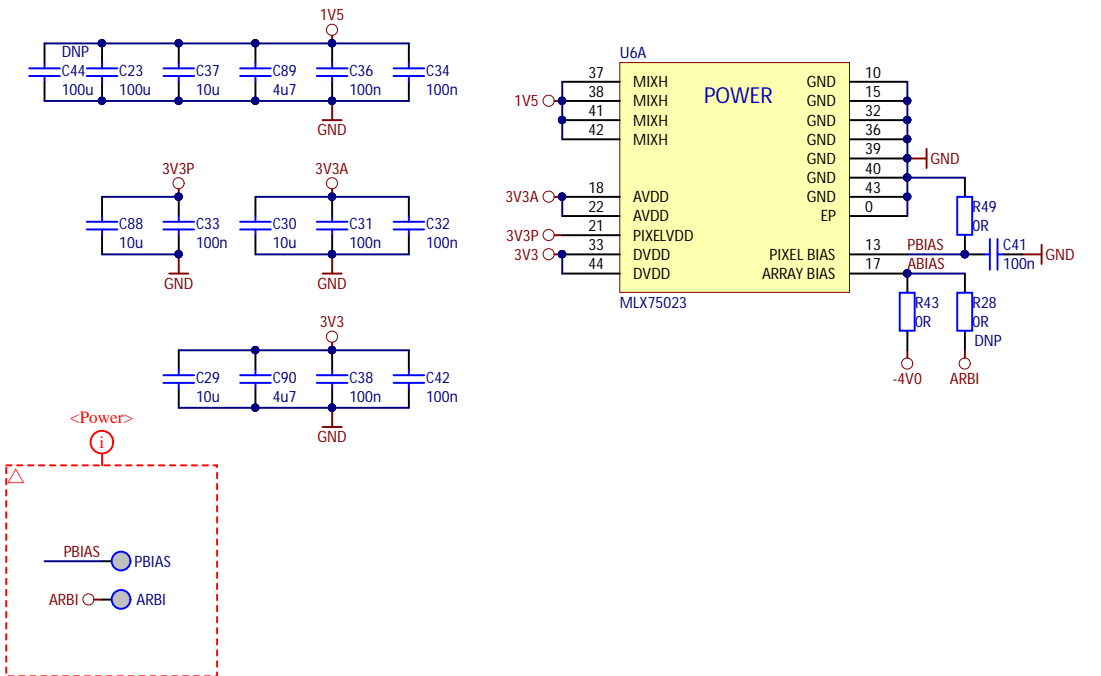 1V5
DNP
C44 C23 C37 C89 C36 C34
100u 100u 10u 4u7 100n 100n
GND
3V3P 3V3A
C88 C33 C30 C31 C32
10u 100n 10u 100n 100n
GND GND
3V3
C29 C90 C38 C42
10u 4u7 100n 100n
GND
<Power>
i
PBIAS PBIAS
ARBI ARBI
U6A
POWER
37 MIXH GND 10
1V5 38 MIXH GND 15
41 MIXH GND 32
42 MIXH GND 36
GND 39 GND
GND 40
3V3A 18 AVDD GND 43
22 AVDD EP 0
3V3P 21 PIXELVDD
3V3 33 DVDD PIXEL BIAS 13 PBIAS
44 DVDD ARRAY BIAS 17 ABIAS
MLX75023
R49
0R
C41
100n
GND
R43 R28
0R 0R
DNP
-4V0 ARBI